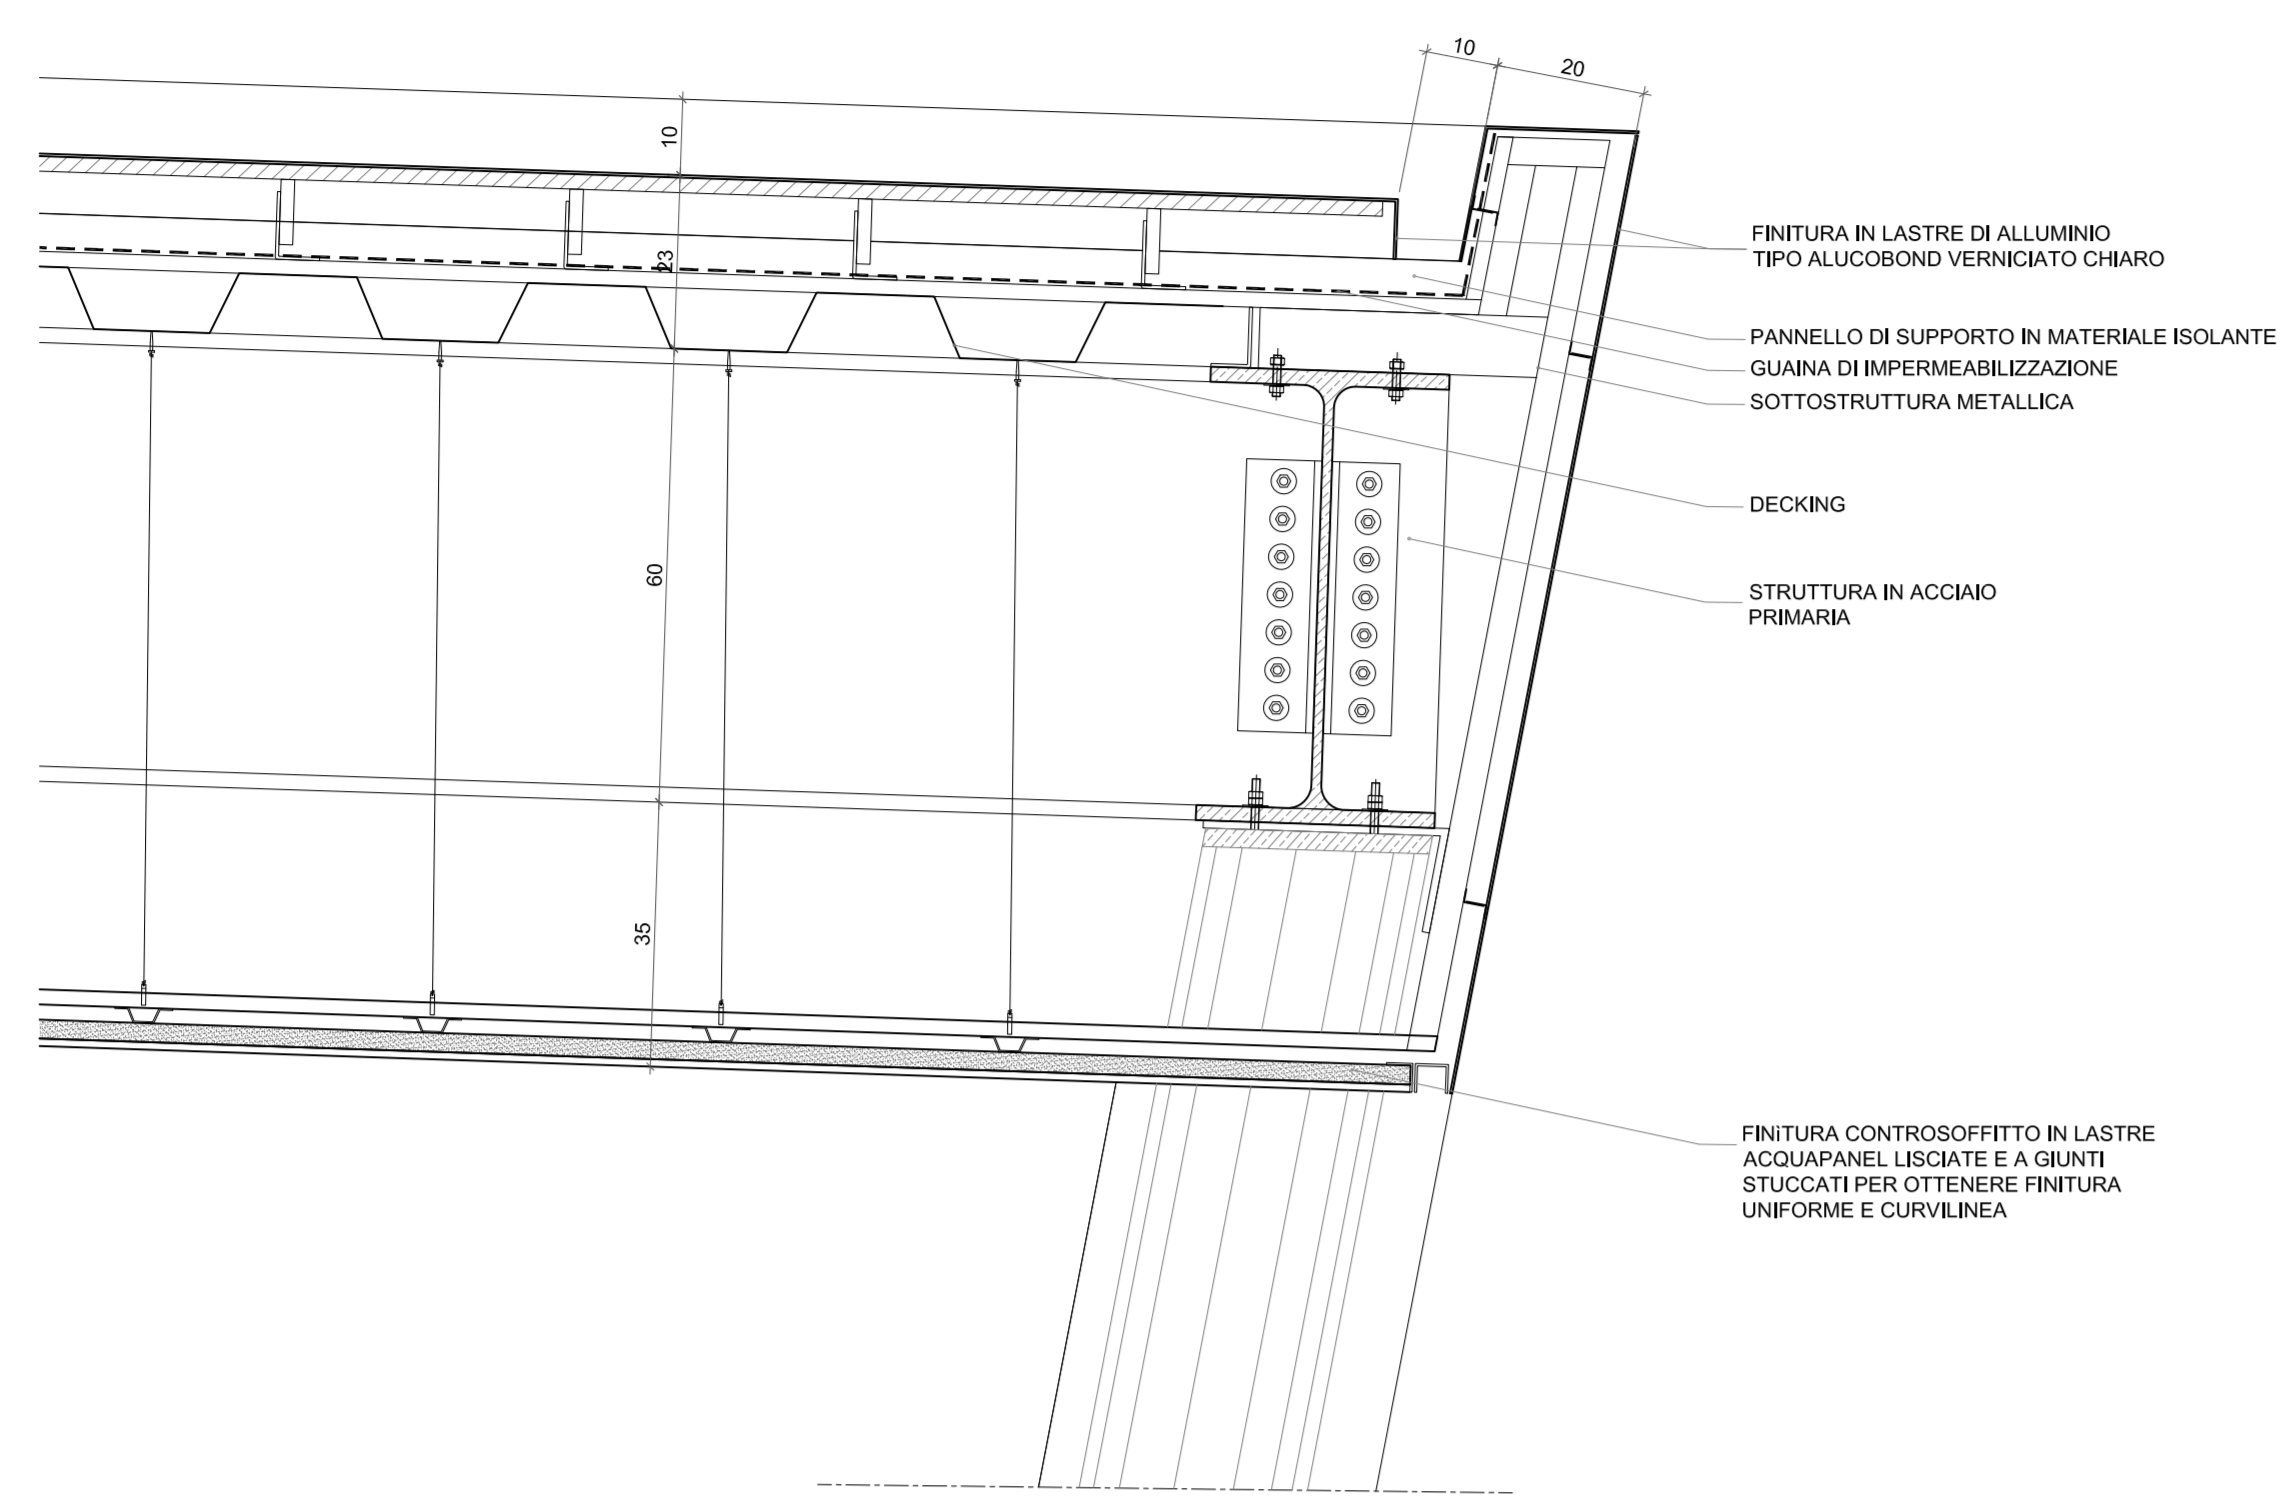 10
20
10
23
60
35
FINITURA IN LASTRE DI ALLUMINIO
TIPO ALUCOBOND VERNICIATO CHIARO
PANNELLO DI SUPPORTO IN MATERIALE ISOLANTE
GUAINA DI IMPERMEABILIZZAZIONE
SOTTOSTRUTTURA METALLICA
DECKING
STRUTTURA IN ACCIAIO
PRIMARIA
FINiTURA CONTROSOFFITTO IN LASTRE
ACQUAPANEL LISCIATE E A GIUNTI
STUCCATI PER OTTENERE FINITURA
UNIFORME E CURVILINEA